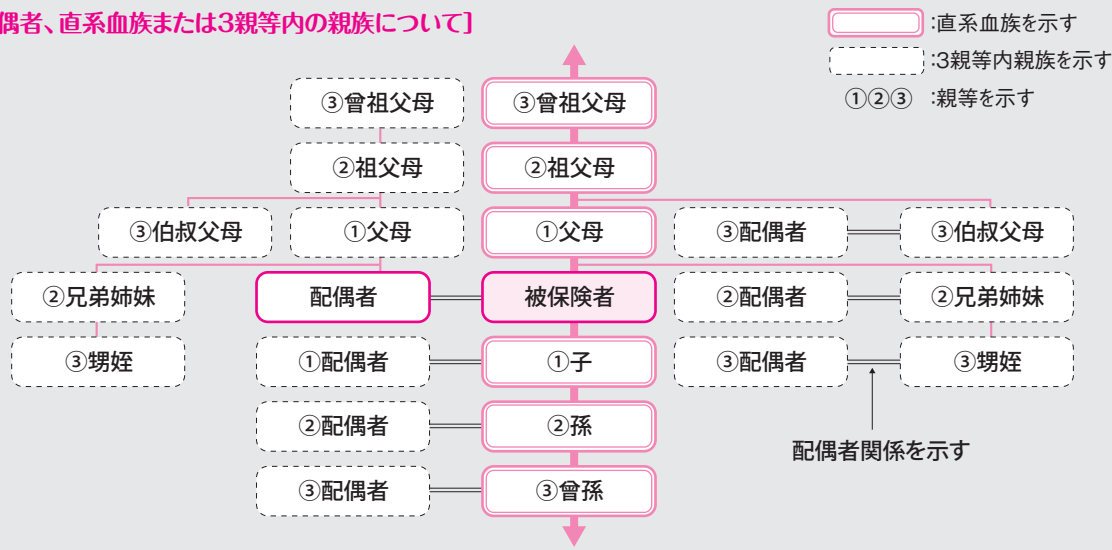 偶者、直系血族または3親等内の親族について]
:直系血族を示す
:3親等内親族を示す
①②③ :親等を示す
③曾祖父母 ③曾祖父母
②祖父母 ②祖父母
③伯叔父母 ①父母 ①父母 ③配偶者 ③伯叔父母
②兄弟姉妹 配偶者 被保険者 ②配偶者 ②兄弟姉妹
③甥姪 ①配偶者 ①子 ③配偶者 ③甥姪
②配偶者 ②孫
配偶者関係を示す
③配偶者 ③曾孫